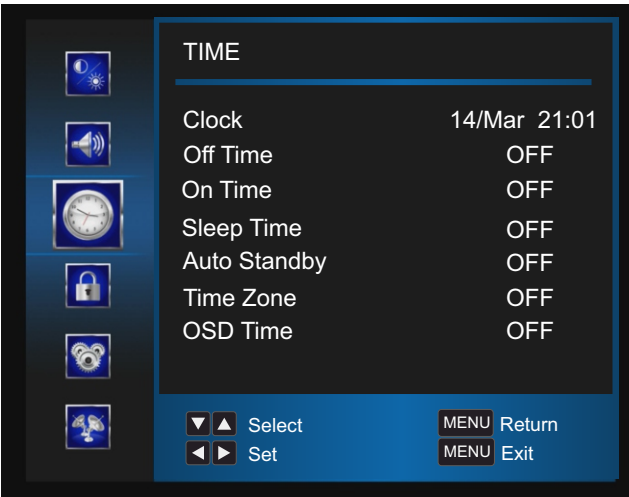 TIME
Clock 14/Mar 21:01
Off Time OFF
On Time OFF
Sleep Time OFF
Auto Standby OFF
Time Zone OFF
OSD Time OFF
Select MENU Return
Set MENU Exit